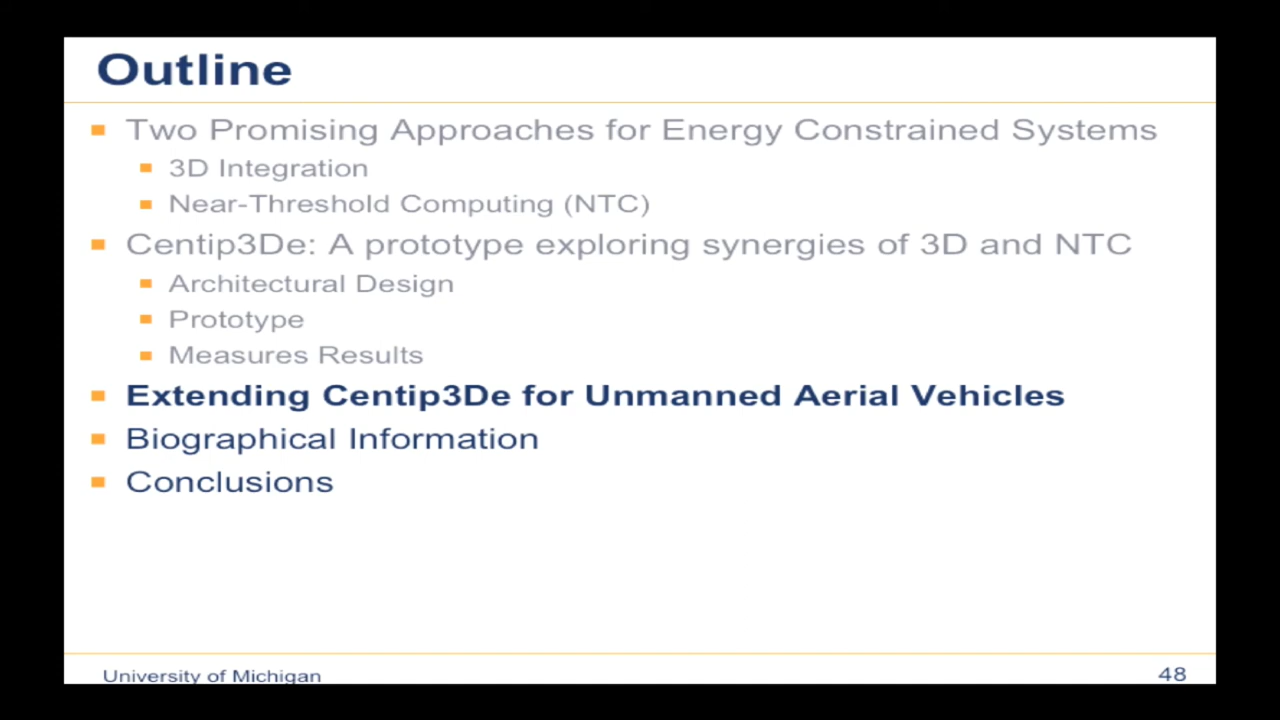 Outline
Two Promising Approaches for Energy Constrained Systems
3D Integration
Near-Threshold Computing (NTC)
Centip3De: A prototype exploring synergies of 3D and NTC
Architectural Design
Prototype
Measures Results
Extending Centip3De for Unmanned Aerial Vehicles
Biographical Information
Conclusions
University of Michigan
48